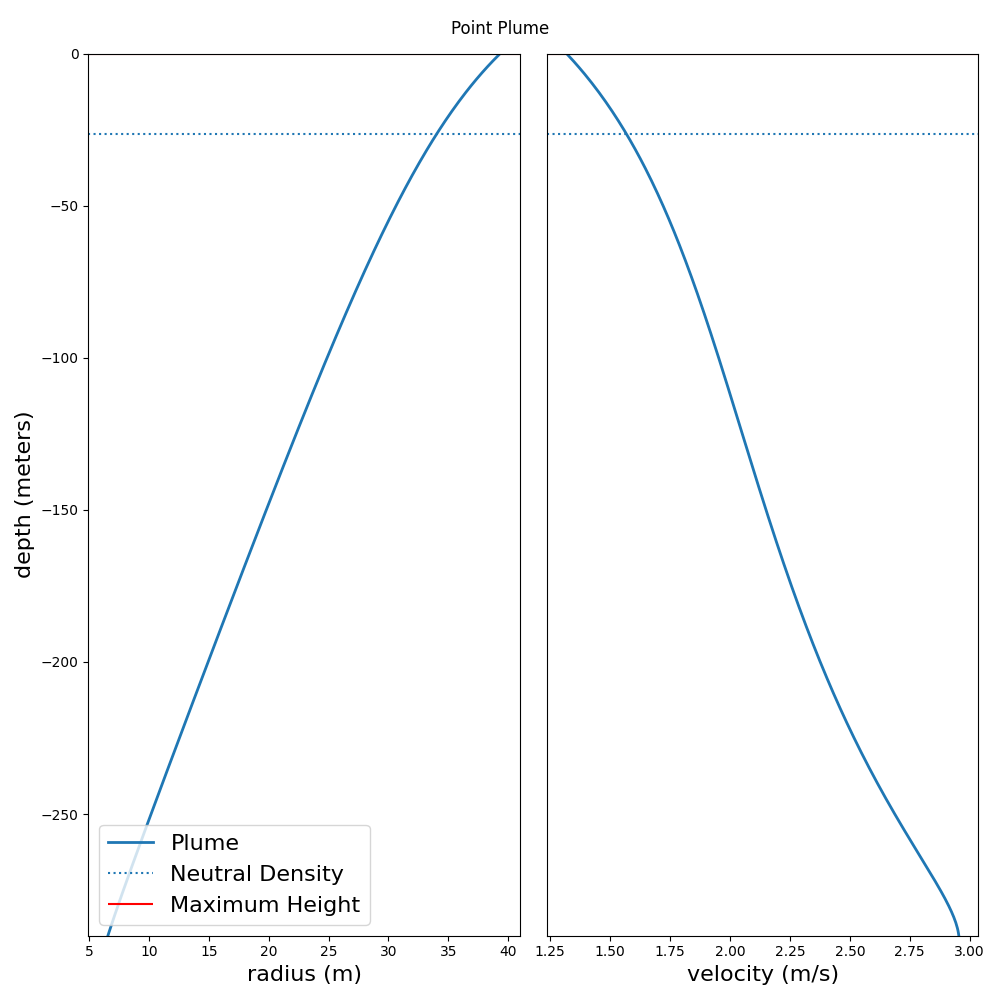 Point Plume
0
−50
−100
−150
−200
−250
depth (meters)
Plume
Neutral Density
Maximum Height
5 10 15 20 25 30 35 40
radius (m)
1.25 1.50 1.75 2.00 2.25 2.50 2.75 3.00
velocity (m/s)